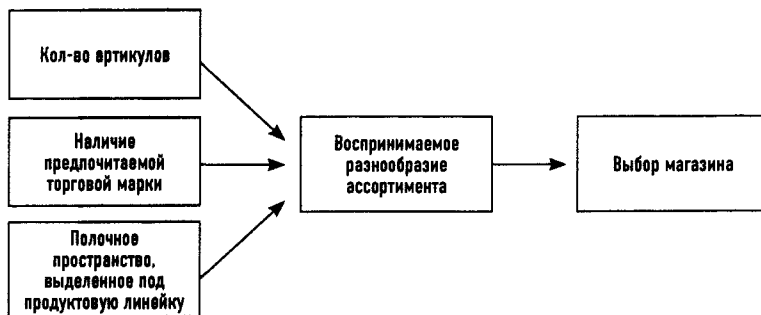 Кол-во артикулов
Наличие
предпочитаемой
торговой марки
Полочное
пространство,
выделенное под
продуктовую линейку
Воспринимаемое
разнообразие
ассортимента
Выбор магазина